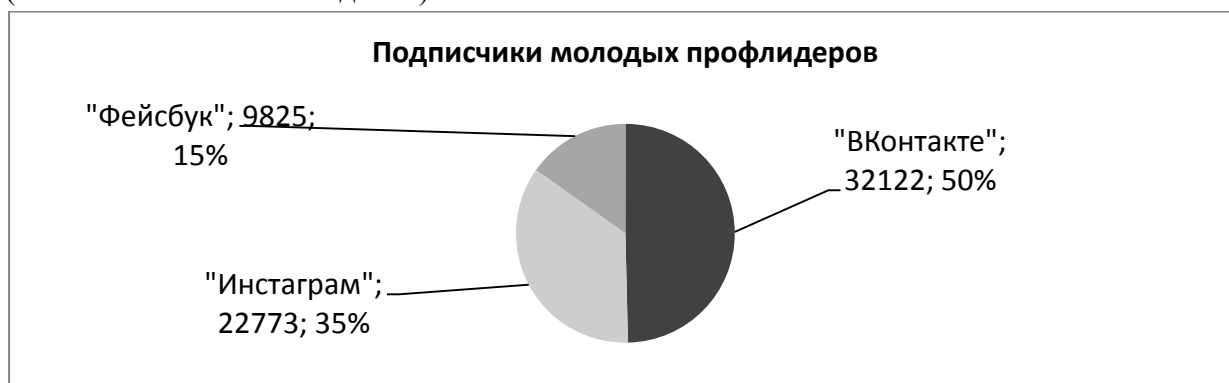 Подписчики молодых профлидеров
"Фейсбук"; 9825;
15%
"ВКонтакте";
32122; 50%
"Инстаграм";
22773; 35%